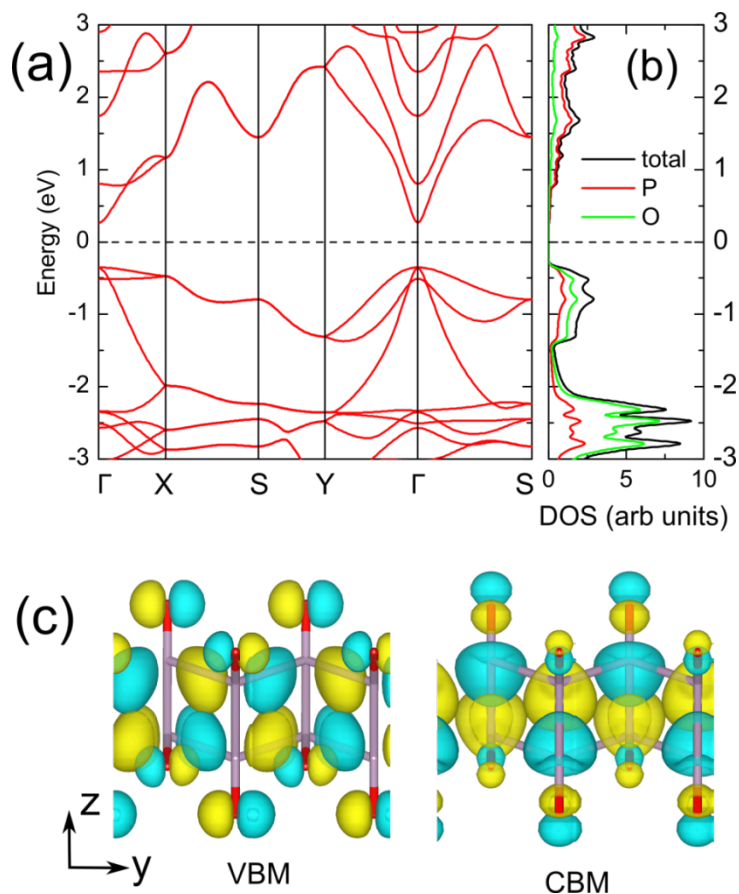 (a)
(b)
Energy (eV)
3
2
1
0
-1
-2
-3
Γ X S Y Γ S
total
P
O
3
2
1
0
-1
-2
-3
0 5 10
DOS (arb units)
(c)
z
y
VBM
CBM